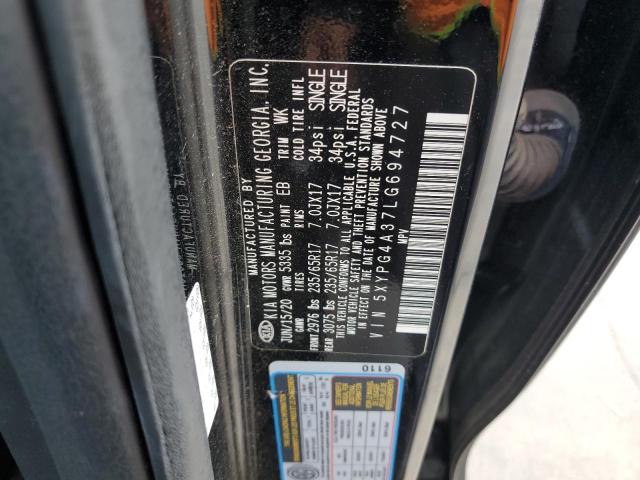 MANUFACTURED BY
KIA MOTORS MANUFACTURING GEORGIA, INC.
JUN/15/20 GVWR 5335 lbs PAINT EB TRIM WK
GAWR TIRES RIMS COLD TIRE INFL
FRONT 2976 lbs 235/65R17 7.0JX17 34psi SINGLE
REAR 3075 lbs 235/65R17 7.0JX17 34psi SINGLE
THIS VEHICLE CONFORMS TO ALL APPLICABLE U.S.A. FEDERAL
MOTOR VEHICLE SAFETY AND THEFT PREVENTION STANDARDS
IN EFFECT ON THE DATE OF MANUFACTURE SHOWN ABOVE
VIN 5XYPG4A37LG694727
MPV
KIA
6110